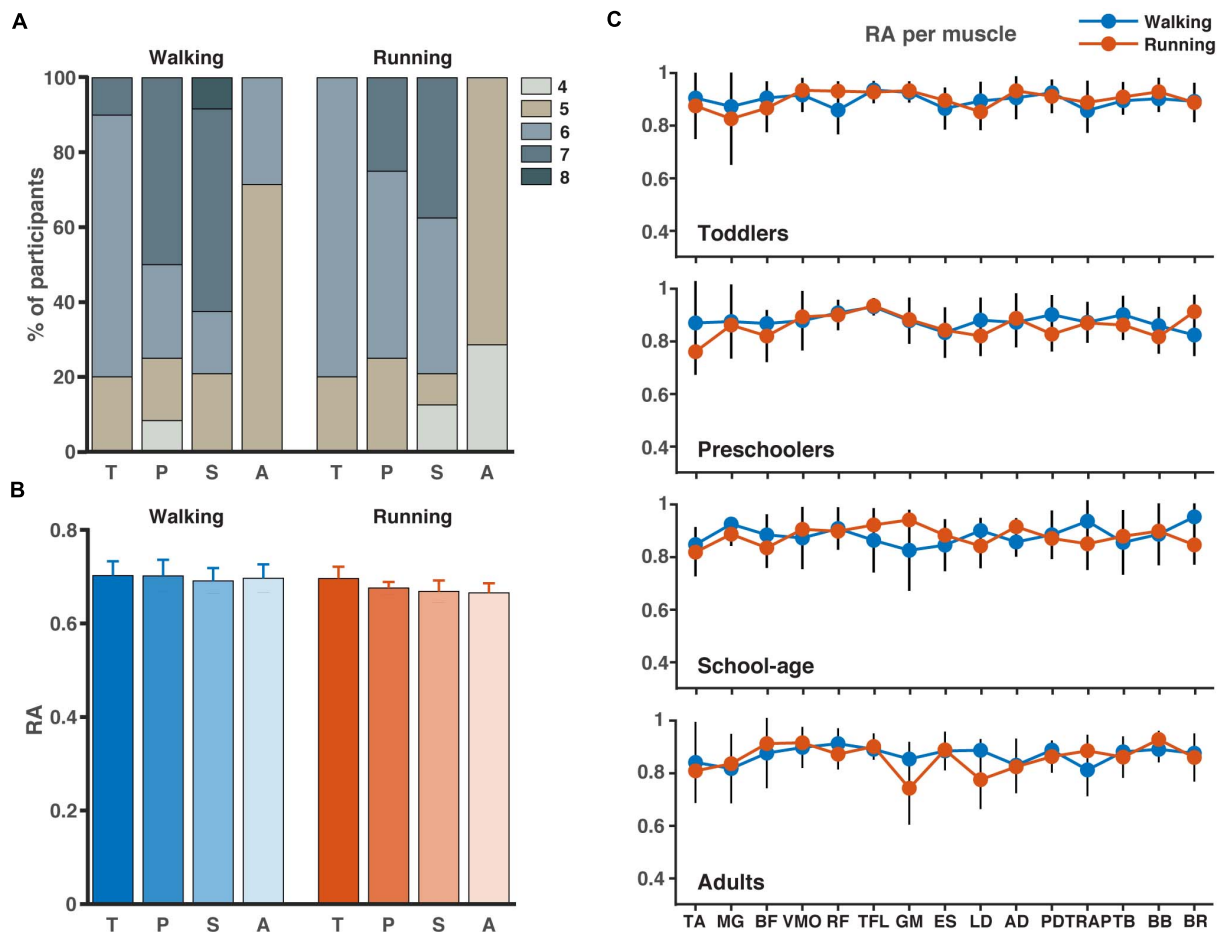 A
Walking
Running
100
80
60
40
20
0
% of participants
T P S A T P S A
4
5
6
7
8
B
Walking
Running
0.8
0.6
0.4
0.2
0
RA
T P S A T P S A
C
RA per muscle
Walking
Running
1
0.8
0.6
0.4
Toddlers
1
0.8
0.6
0.4
Preschoolers
1
0.8
0.6
0.4
School-age
1
0.8
0.6
0.4
Adults
TA MG BF VMO RF TFL GM ES LD AD PD TRAP TB BB BR